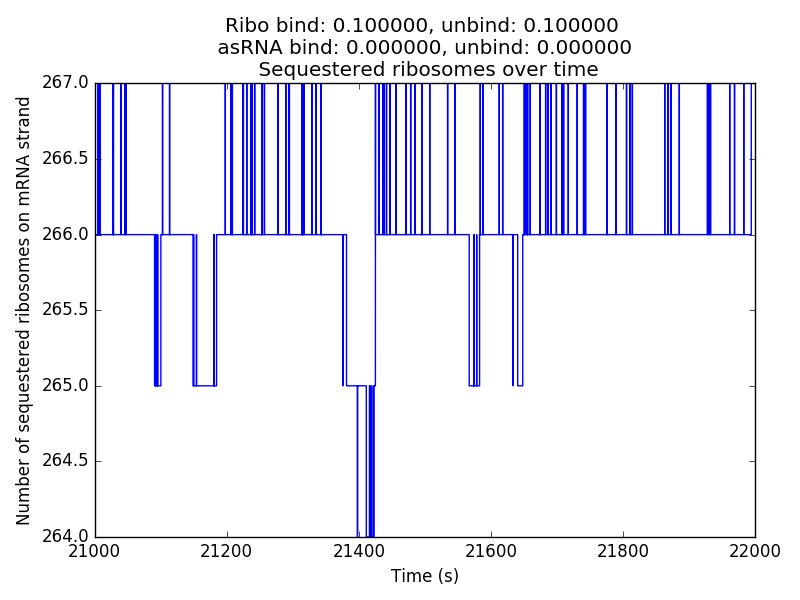 Ribo bind: 0.100000, unbind: 0.100000
asRNA bind: 0.000000, unbind: 0.000000
Sequestered ribosomes over time
Number of sequestered ribosomes on mRNA strand
267.0
266.5
266.0
265.5
265.0
264.5
264.0
21000 21200 21400 21600 21800 22000
Time (s)